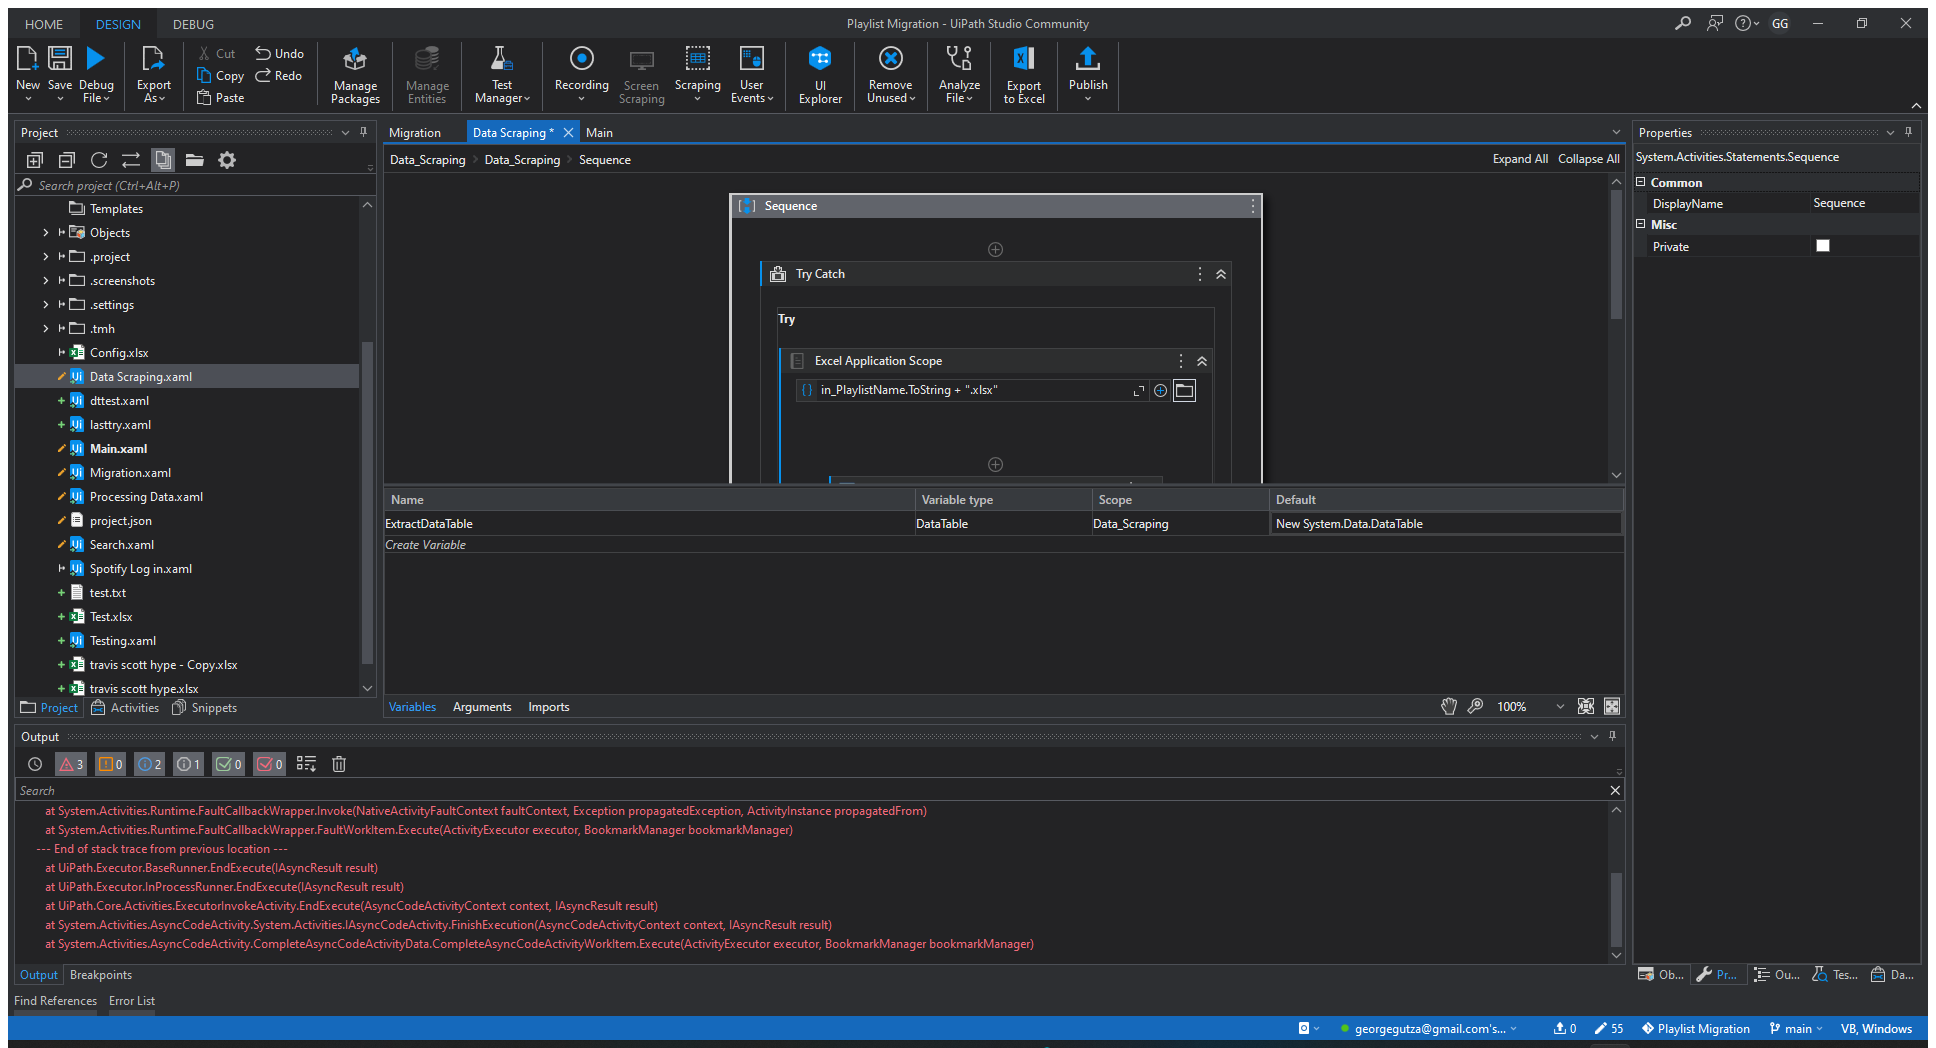 HOME DESIGN DEBUG Playlist Migration - UiPath Studio Community GG
New Save Debug File Export As Cut Copy Paste Undo Redo Manage Packages Manage Entities Test Manager Recording Screen Scraping Scraping User Events UI Explorer Remove Unused Analyze File Export to Excel Publish
Project
Search project (Ctrl+Alt+P)
Templates
Objects
.project
.screenshots
.settings
.tmh
Config.xlsx
Data Scraping.xaml
dttest.xaml
lasttry.xaml
Main.xaml
Migration.xaml
Processing Data.xaml
project.json
Search.xaml
Spotify Log in.xaml
test.txt
Test.xlsx
Testing.xaml
travis scott hype - Copy.xlsx
travis scott hype.xlsx
Project Activities Snippets
Migration Data Scraping * Main
Data_Scraping Data_Scraping Sequence Expand All Collapse All
Sequence
Try Catch
Try
Excel Application Scope
in_PlaylistName.ToString + ".xlsx"
Name Variable type Scope Default
ExtractDataTable DataTable Data_Scraping New System.Data.DataTable
Create Variable
Variables Arguments Imports 100%
Properties
System.Activities.Statements.Sequence
Common
DisplayName Sequence
Misc
Private
Output
3 0 2 1 0 0
Search
at System.Activities.Runtime.FaultCallbackWrapper.Invoke(NativeActivityFaultContext faultContext, Exception propagatedException, ActivityInstance propagatedFrom)
at System.Activities.Runtime.FaultCallbackWrapper.FaultWorkItem.Execute(ActivityExecutor executor, BookmarkManager bookmarkManager)
--- End of stack trace from previous location ---
at UiPath.Executor.BaseRunner.EndExecute(IAsyncResult result)
at UiPath.Executor.InProcessRunner.EndExecute(IAsyncResult result)
at UiPath.Core.Activities.ExecutorInvokeActivity.EndExecute(AsyncCodeActivityContext context, IAsyncResult result)
at System.Activities.AsyncCodeActivity.System.Activities.IAsyncCodeActivity.FinishExecution(AsyncCodeActivityContext context, IAsyncResult result)
at System.Activities.AsyncCodeActivity.CompleteAsyncCodeActivityData.CompleteAsyncCodeActivityWorkItem.Execute(ActivityExecutor executor, BookmarkManager bookmarkManager)
Output Breakpoints
Ob... Pr... Ou... Tes... Da...
Find References Error List
georgegutza@gmail.com's... 0 55 Playlist Migration main VB, Windows